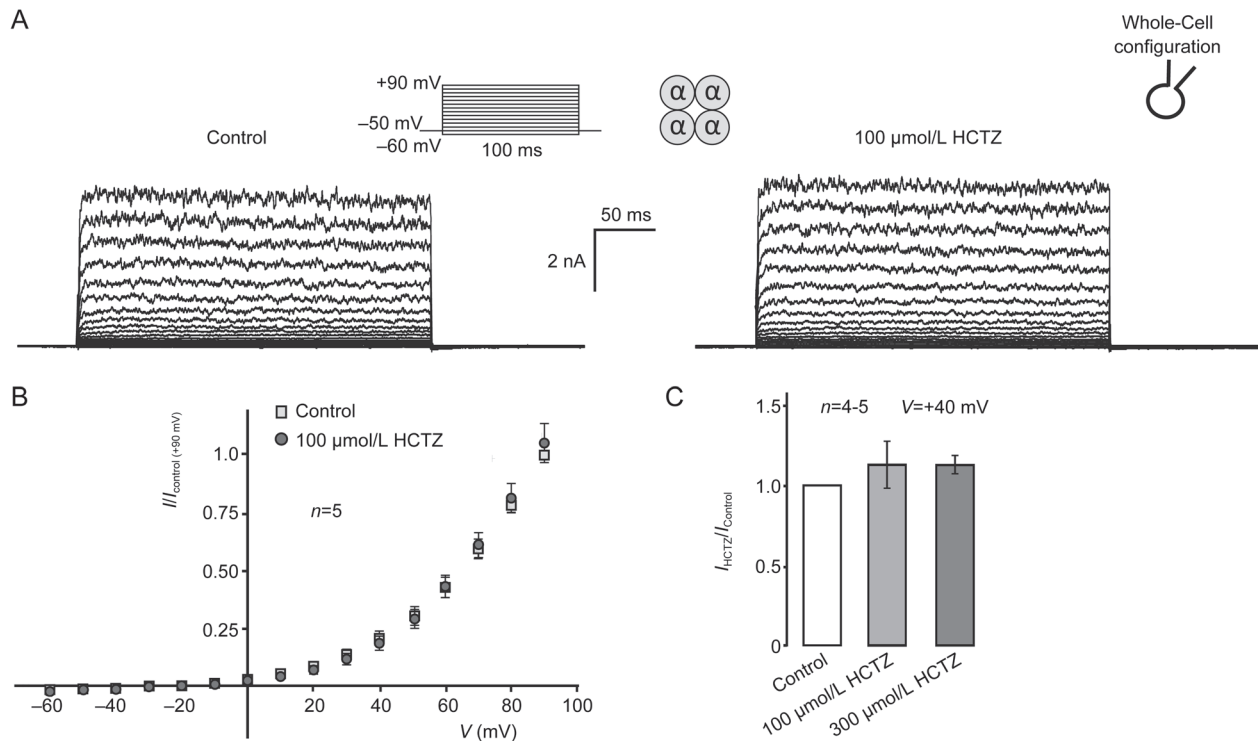 A
Whole-Cell
configuration
+90 mV
–50 mV
–60 mV
100 ms
α α
α α
Control
100 µmol/L HCTZ
50 ms
2 nA
B
Control
100 µmol/L HCTZ
I/Icontrol (+90 mV)
n=5
1.0
0.75
0.50
0.25
–60 –40 –20 20 40 60 80 100
V (mV)
C
n=4-5 V=+40 mV
IHCTZ/IControl
1.5
1.0
0.5
0
Control
100 µmol/L HCTZ
300 µmol/L HCTZ